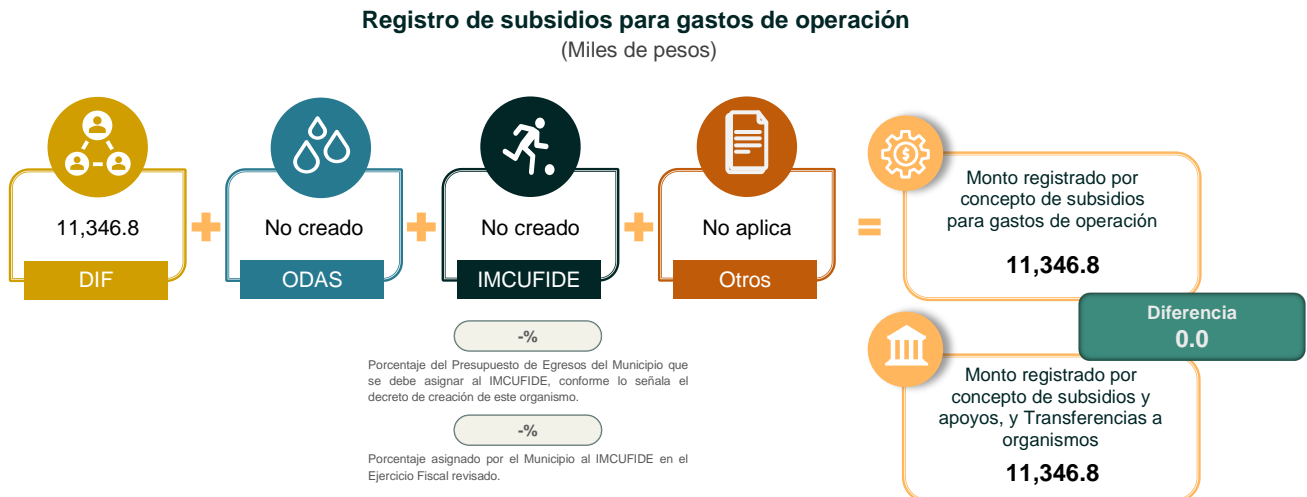 Registro de subsidios para gastos de operación
(Miles de pesos)
11,346.8
DIF
No creado
ODAS
No creado
IMCUFIDE
No aplica
Otros
Monto registrado por
concepto de subsidios
para gastos de operación
11,346.8
Diferencia
0.0
Monto registrado por
concepto de subsidios y
apoyos, y Transferencias a
organismos
11,346.8
-%
Porcentaje del Presupuesto de Egresos del Municipio que
se debe asignar al IMCUFIDE, conforme lo señala el
decreto de creación de este organismo.
-%
Porcentaje asignado por el Municipio al IMCUFIDE en el
Ejercicio Fiscal revisado.